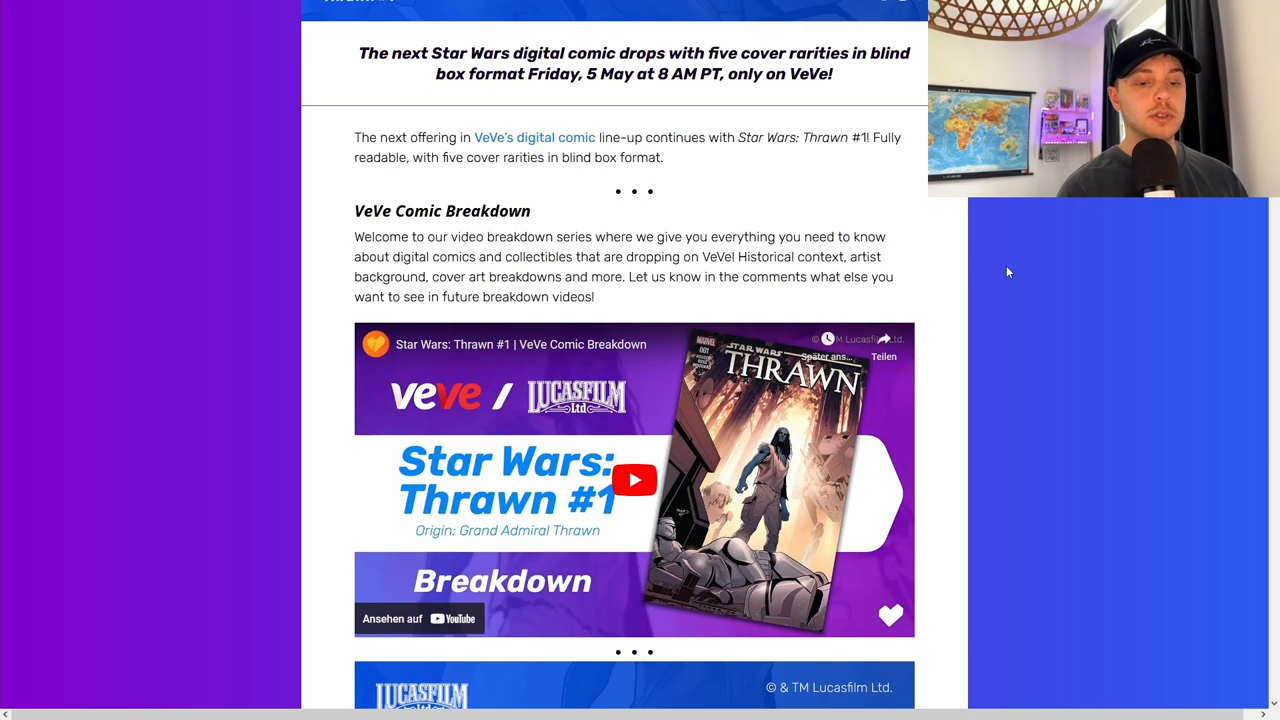 The next Star Wars digital comic drops with five cover rarities in blind
box format Friday, 5 May at 8 AM PT, only on VeVe!
The next offering in VeVe's digital comic line-up continues with Star Wars: Thrawn #1! Fully
readable, with five cover rarities in blind box format.
VeVe Comic Breakdown
Welcome to our video breakdown series where we give you everything you need to know
about digital comics and collectibles that are dropping on VeVe! Historical context, artist
background, cover art breakdowns and more. Let us know in the comments what else you
want to see in future breakdown videos!
Star Wars: Thrawn #1 | VeVe Comic Breakdown
Später ans...
Teilen
veve / LUCASFILM
Ltd
Star Wars:
Thrawn #1
Origin: Grand Admiral Thrawn
Breakdown
MARVEL
001
STAR WARS
THRAWN
Ansehen auf YouTube
LUCASFILM
© & TM Lucasfilm Ltd.